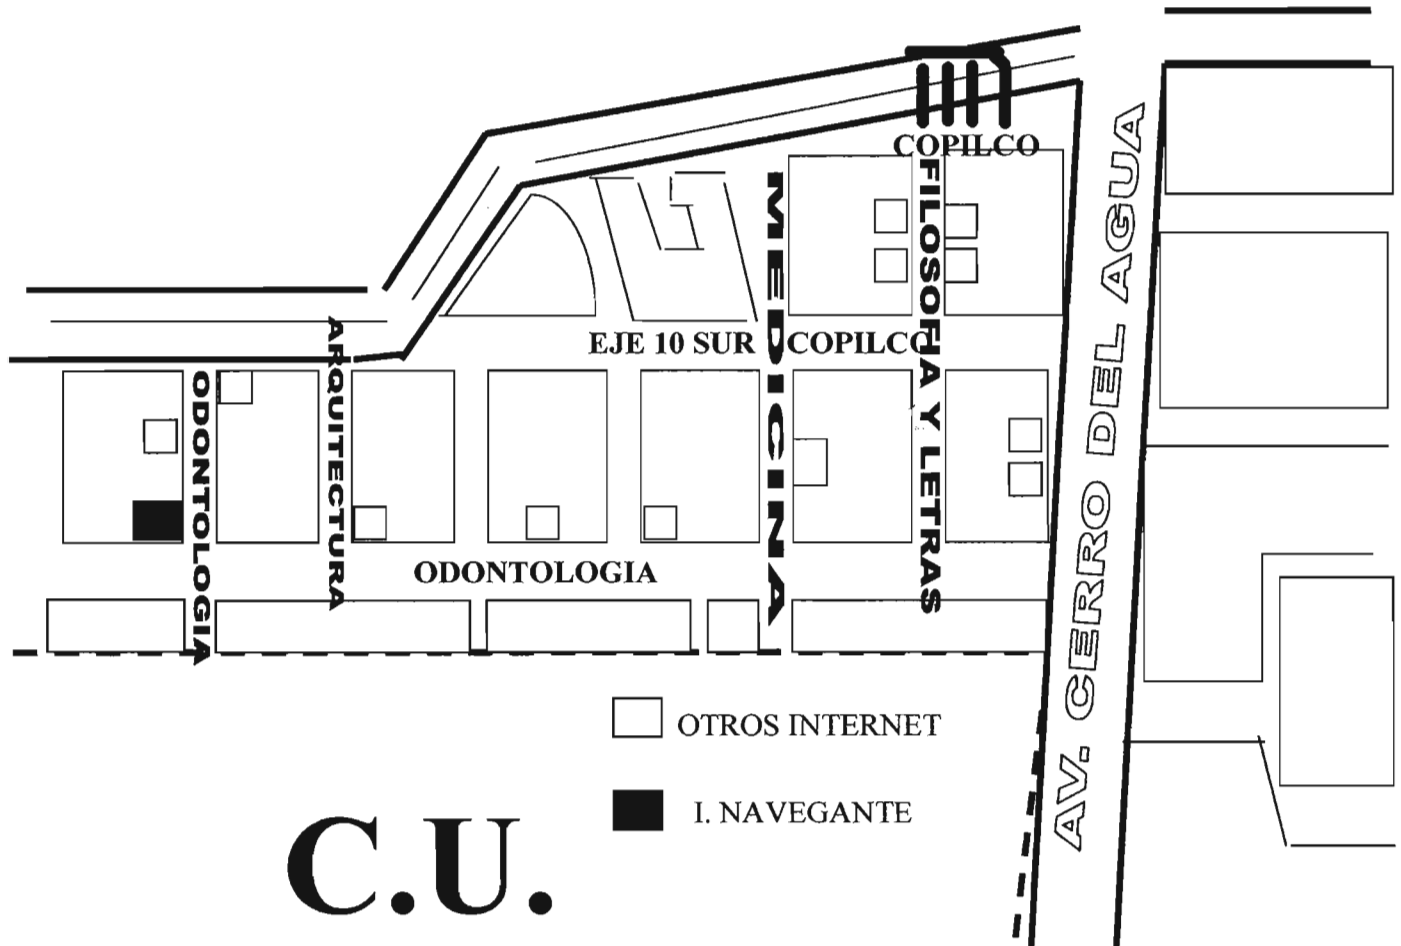 COPILCO
AV. CERRO DEL AGUA
FILOSOFIA Y LETRAS
MEDICINA
EJE 10 SUR COPILCO
ARQUITECTURA
ODONTOLOGIA
ODONTOLOGIA
OTROS INTERNET
I. NAVEGANTE
C.U.